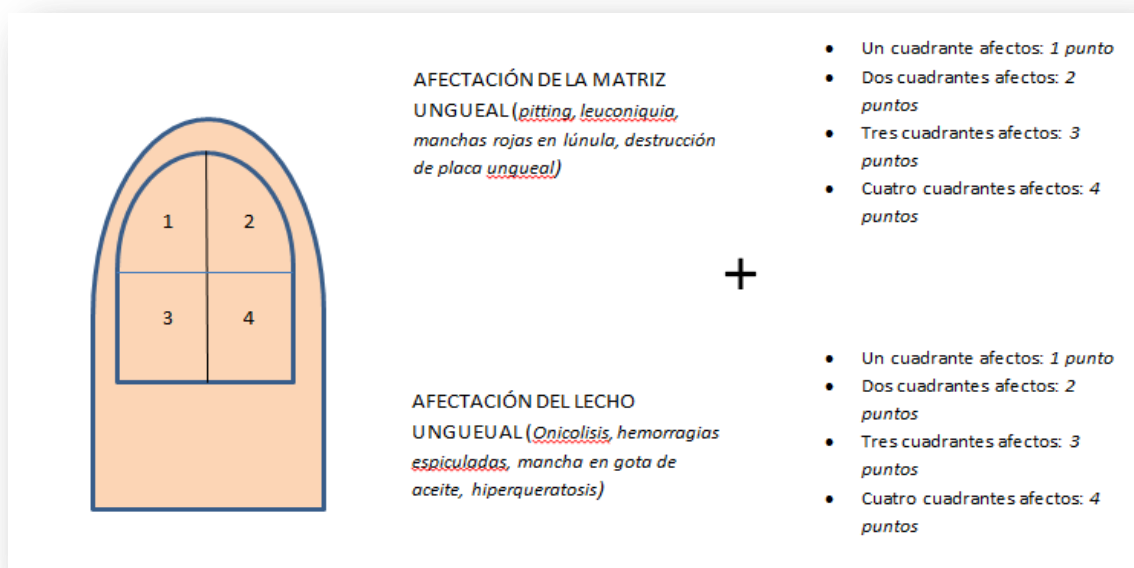 1
2
3
4
AFECTACIÓN DE LA MATRIZ
UNGUEAL (pitting, leuconiquia,
manchas rojas en lúnula, destrucción
de placa ungueal)
• Un cuadrante afectos: 1 punto
• Dos cuadrantes afectos: 2
puntos
• Tres cuadrantes afectos: 3
puntos
• Cuatro cuadrantes afectos: 4
puntos
+
AFECTACIÓN DEL LECHO
UNGUEUAL (Onicolisis, hemorragias
espiculadas, mancha en gota de
aceite, hiperqueratosis)
• Un cuadrante afectos: 1 punto
• Dos cuadrantes afectos: 2
puntos
• Tres cuadrantes afectos: 3
puntos
• Cuatro cuadrantes afectos: 4
puntos